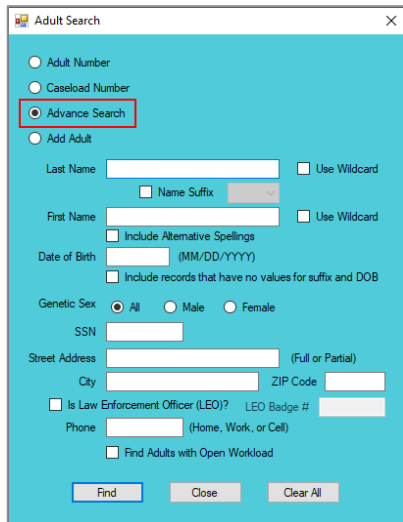 Adult Search
Adult Number
Caseload Number
Advance Search
Add Adult
Last Name Use Wildcard
Name Suffix
First Name Use Wildcard
Include Alternative Spellings
Date of Birth (MM/DD/YYYY)
Include records that have no values for suffix and DOB
Genetic Sex All Male Female
SSN
Street Address (Full or Partial)
City ZIP Code
Is Law Enforcement Officer (LEO)? LEO Badge #
Phone (Home, Work, or Cell)
Find Adults with Open Workload
Find Close Clear All